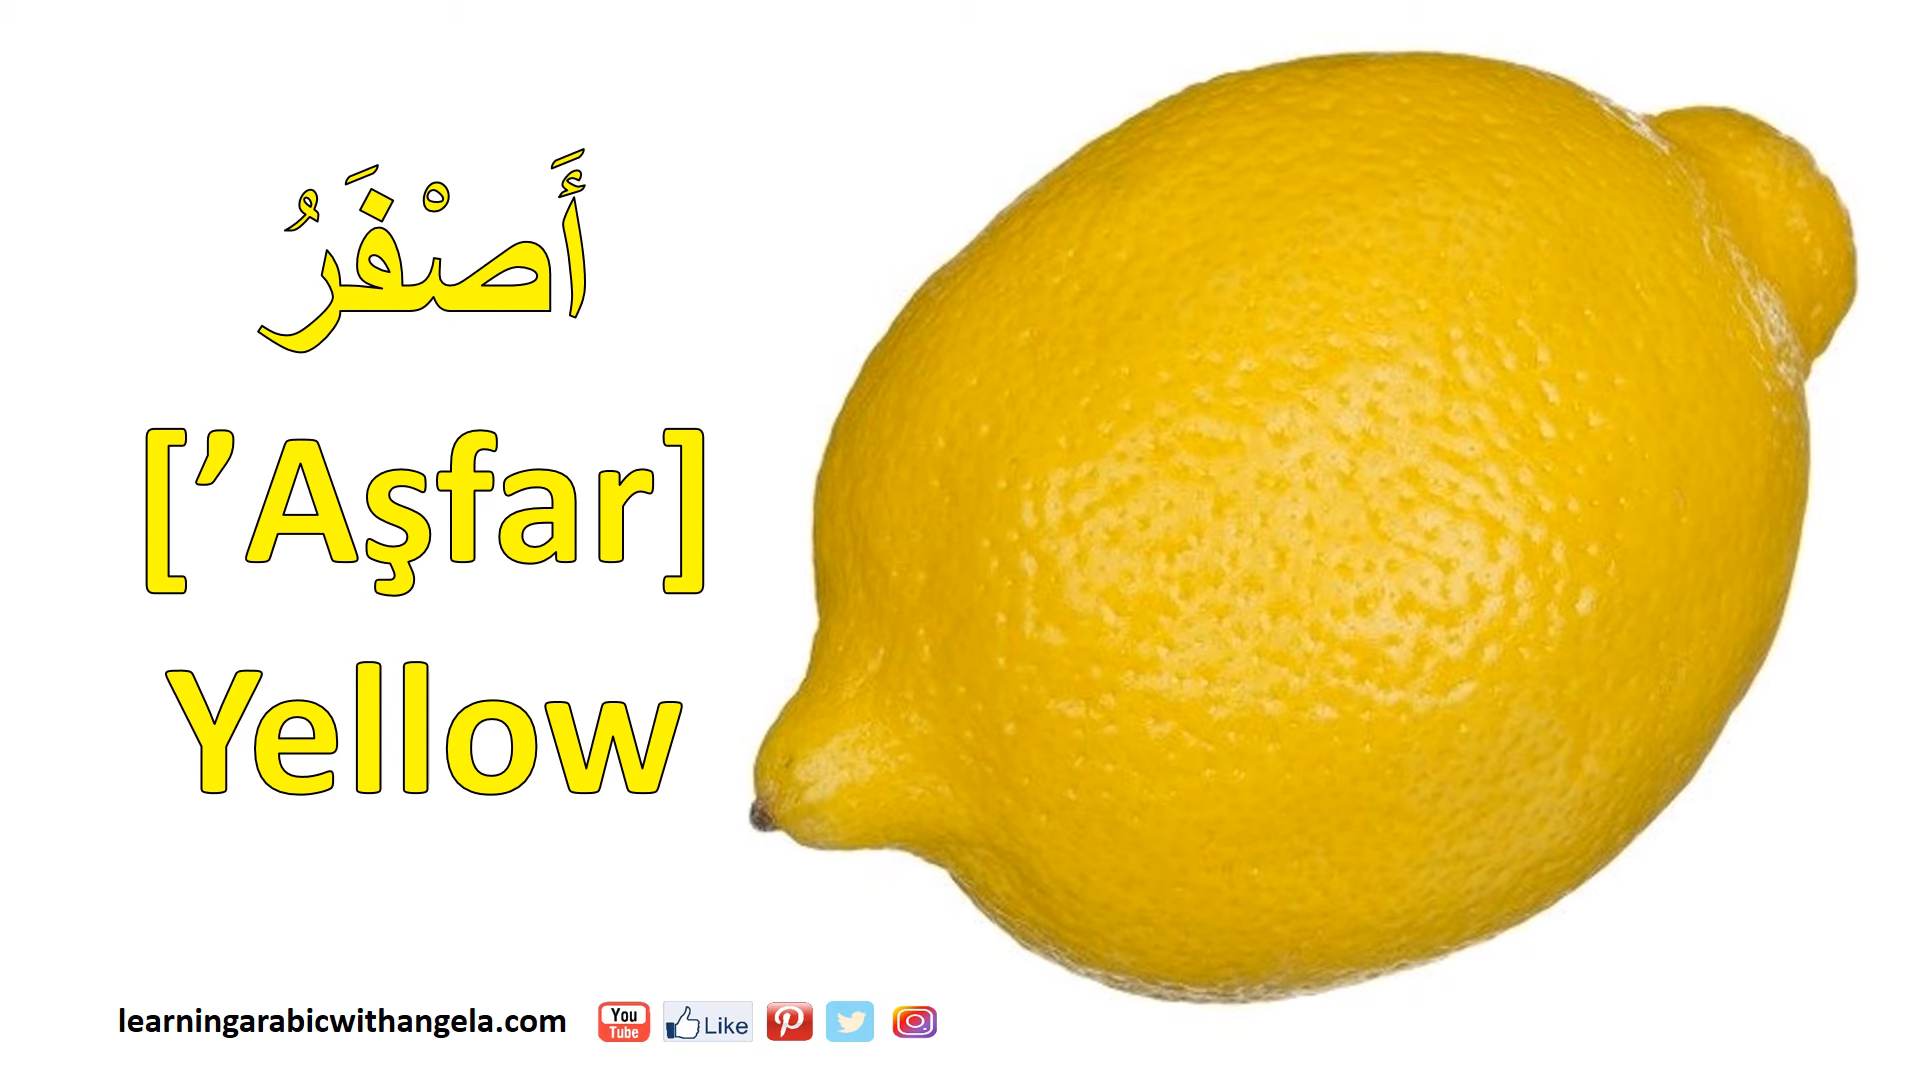 أَصْفَرُ
[’Aşfar]
Yellow
learningarabicwithangela.com You Tube Like